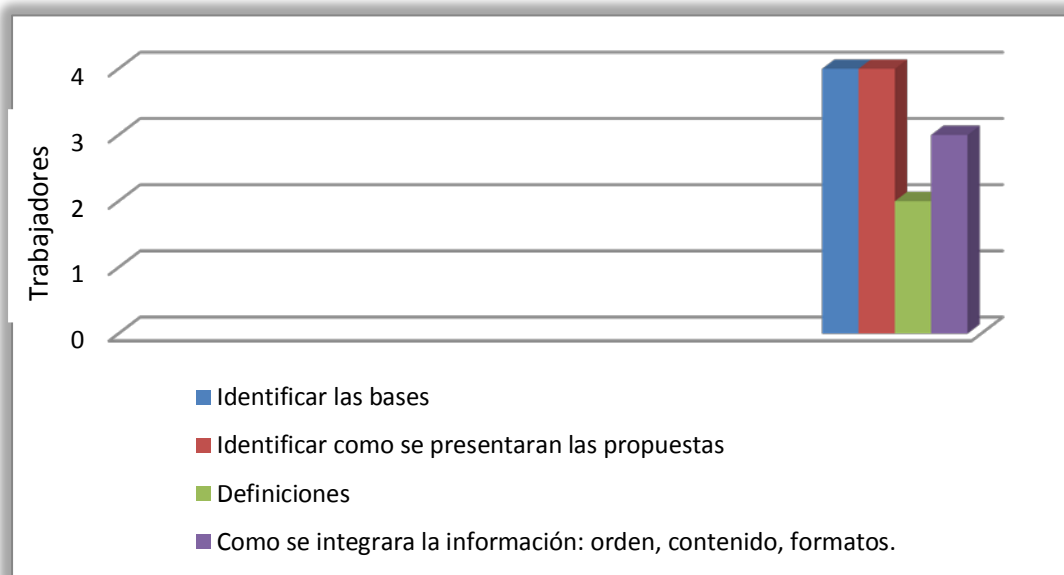 4
3
2
1
0
Trabajadores
Identificar las bases
Identificar como se presentaran las propuestas
Definiciones
Como se integrara la información: orden, contenido, formatos.